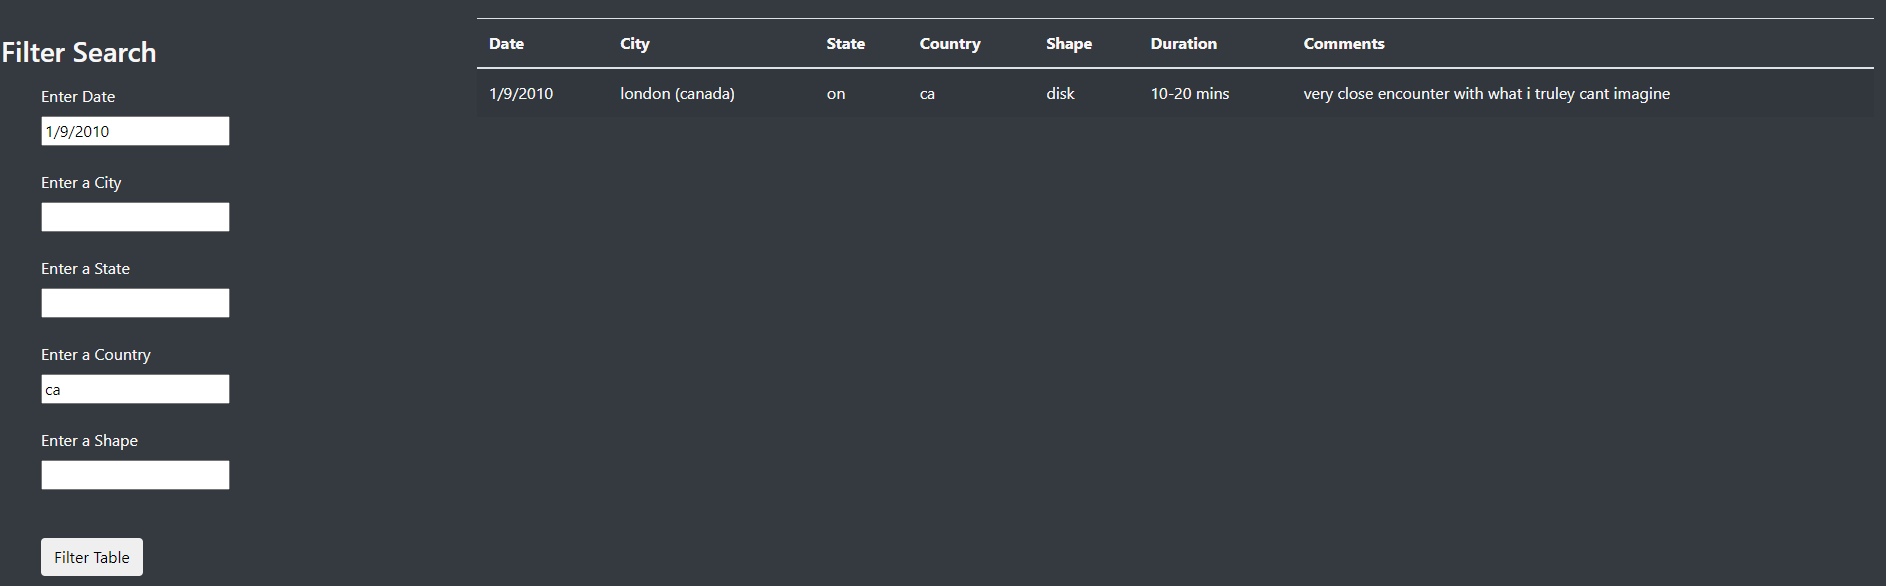 Filter Search
Enter Date
1/9/2010
Enter a City
Enter a State
Enter a Country
ca
Enter a Shape
Filter Table
Date City State Country Shape Duration Comments
1/9/2010 london (canada) on ca disk 10-20 mins very close encounter with what i truley cant imagine